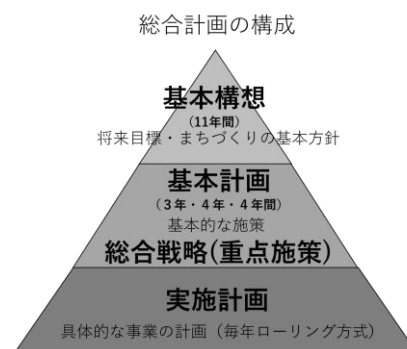 総合計画の構成
基本構想
（11年間）
将来目標・まちづくりの基本方針
基本計画
（３年・４年・４年間）
基本的な施策
総合戦略(重点施策)
実施計画
具体的な事業の計画（毎年ローリング方式）